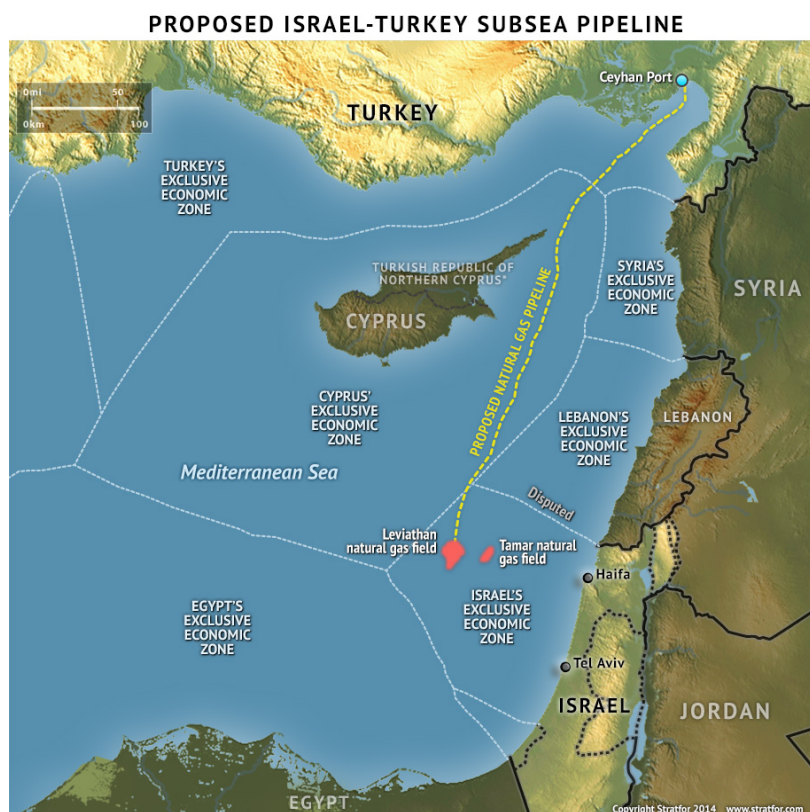 PROPOSED ISRAEL-TURKEY SUBSEA PIPELINE
0mi 50
0km 100
Ceyhan Port
TURKEY
TURKEY'S
EXCLUSIVE
ECONOMIC
ZONE
TURKISH REPUBLIC OF
NORTHERN CYPRUS*
SYRIA'S
EXCLUSIVE
ECONOMIC
ZONE
SYRIA
CYPRUS
PROPOSED NATURAL GAS PIPELINE
CYPRUS'
EXCLUSIVE
ECONOMIC
ZONE
LEBANON'S
EXCLUSIVE
ECONOMIC
ZONE
LEBANON
Mediterranean Sea
Disputed
Leviathan
natural gas field
Tamar natural
gas field
Haifa
EGYPT'S
EXCLUSIVE
ECONOMIC
ZONE
ISRAEL'S
EXCLUSIVE
ECONOMIC
ZONE
Tel Aviv
ISRAEL
JORDAN
EGYPT
Copyright Stratfor 2014 www.stratfor.com